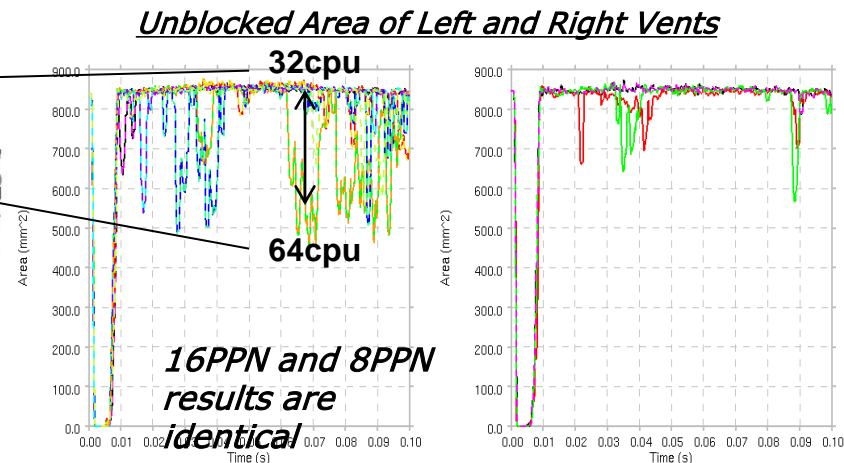 Unblocked Area of Left and Right Vents
32cpu
64cpu
16PPN and 8PPN
results are
identical
900.0
800.0
700.0
600.0
500.0
400.0
300.0
200.0
100.0
0.0
Area (mm^2)
0.00 0.01 0.02 0.07 0.08 0.09 0.10
Time (s)
900.0
800.0
700.0
600.0
500.0
400.0
300.0
200.0
100.0
0.0
Area (mm^2)
0.00 0.01 0.02 0.03 0.04 0.05 0.06 0.07 0.08 0.09 0.10
Time (s)